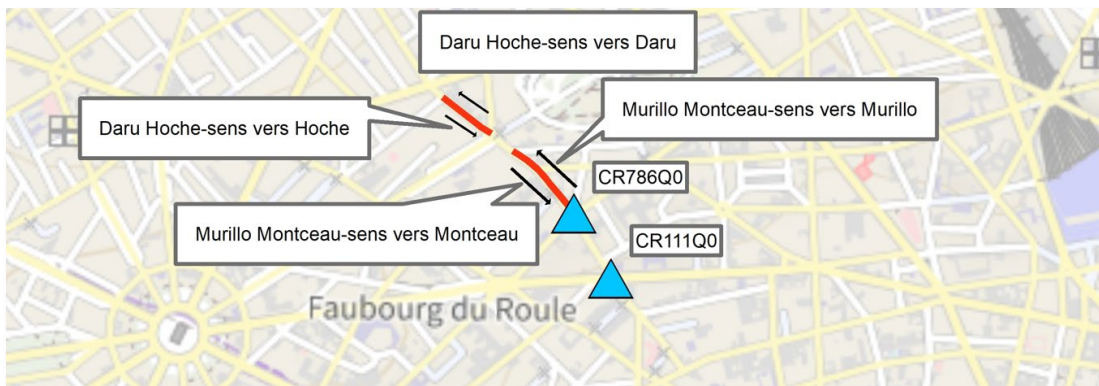 Daru Hoche-sens vers Daru
Daru Hoche-sens vers Hoche
Murillo Montceau-sens vers Murillo
CR786Q0
Murillo Montceau-sens vers Montceau
CR111Q0
Faubourg du Roule